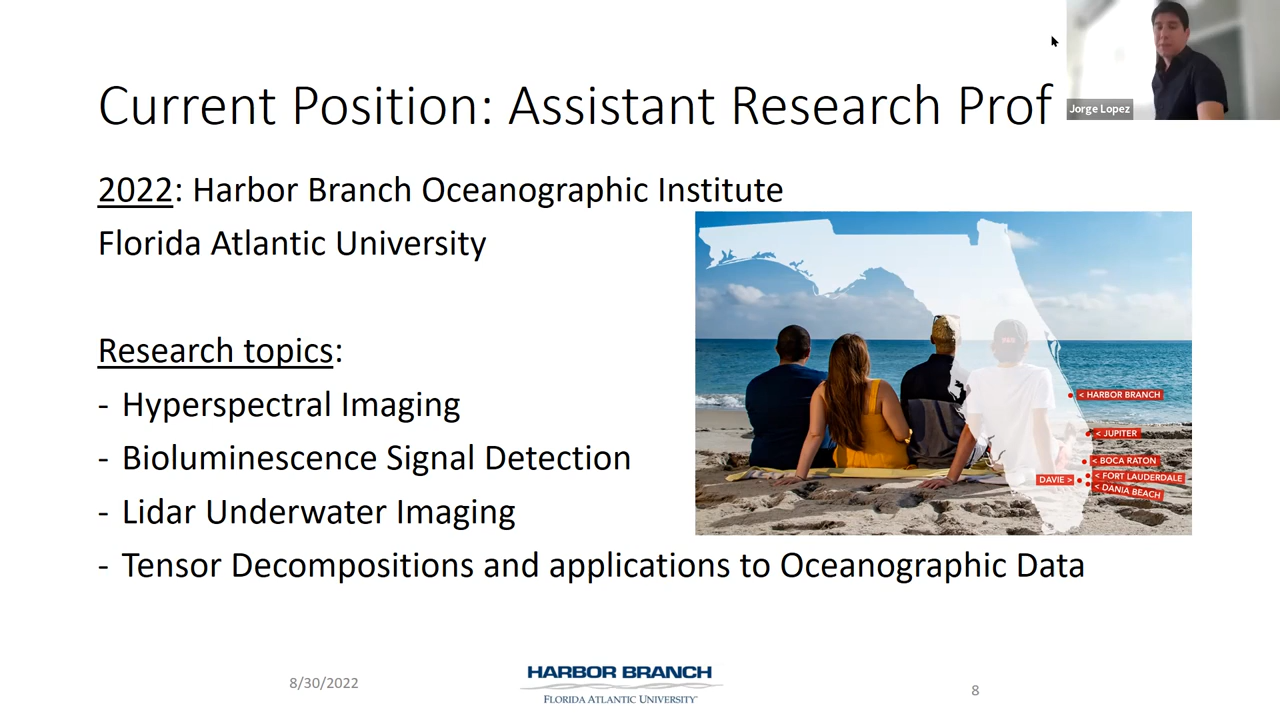 Current Position: Assistant Research Prof
Jorge Lopez
2022: Harbor Branch Oceanographic Institute
Florida Atlantic University
Research topics:
- Hyperspectral Imaging
- Bioluminescence Signal Detection
- Lidar Underwater Imaging
- Tensor Decompositions and applications to Oceanographic Data
< HARBOR BRANCH
< JUPITER
< BOCA RATON
< FORT LAUDERDALE
DAVIE >
< DANIA BEACH
8/30/2022
HARBOR BRANCH
FLORIDA ATLANTIC UNIVERSITY
8